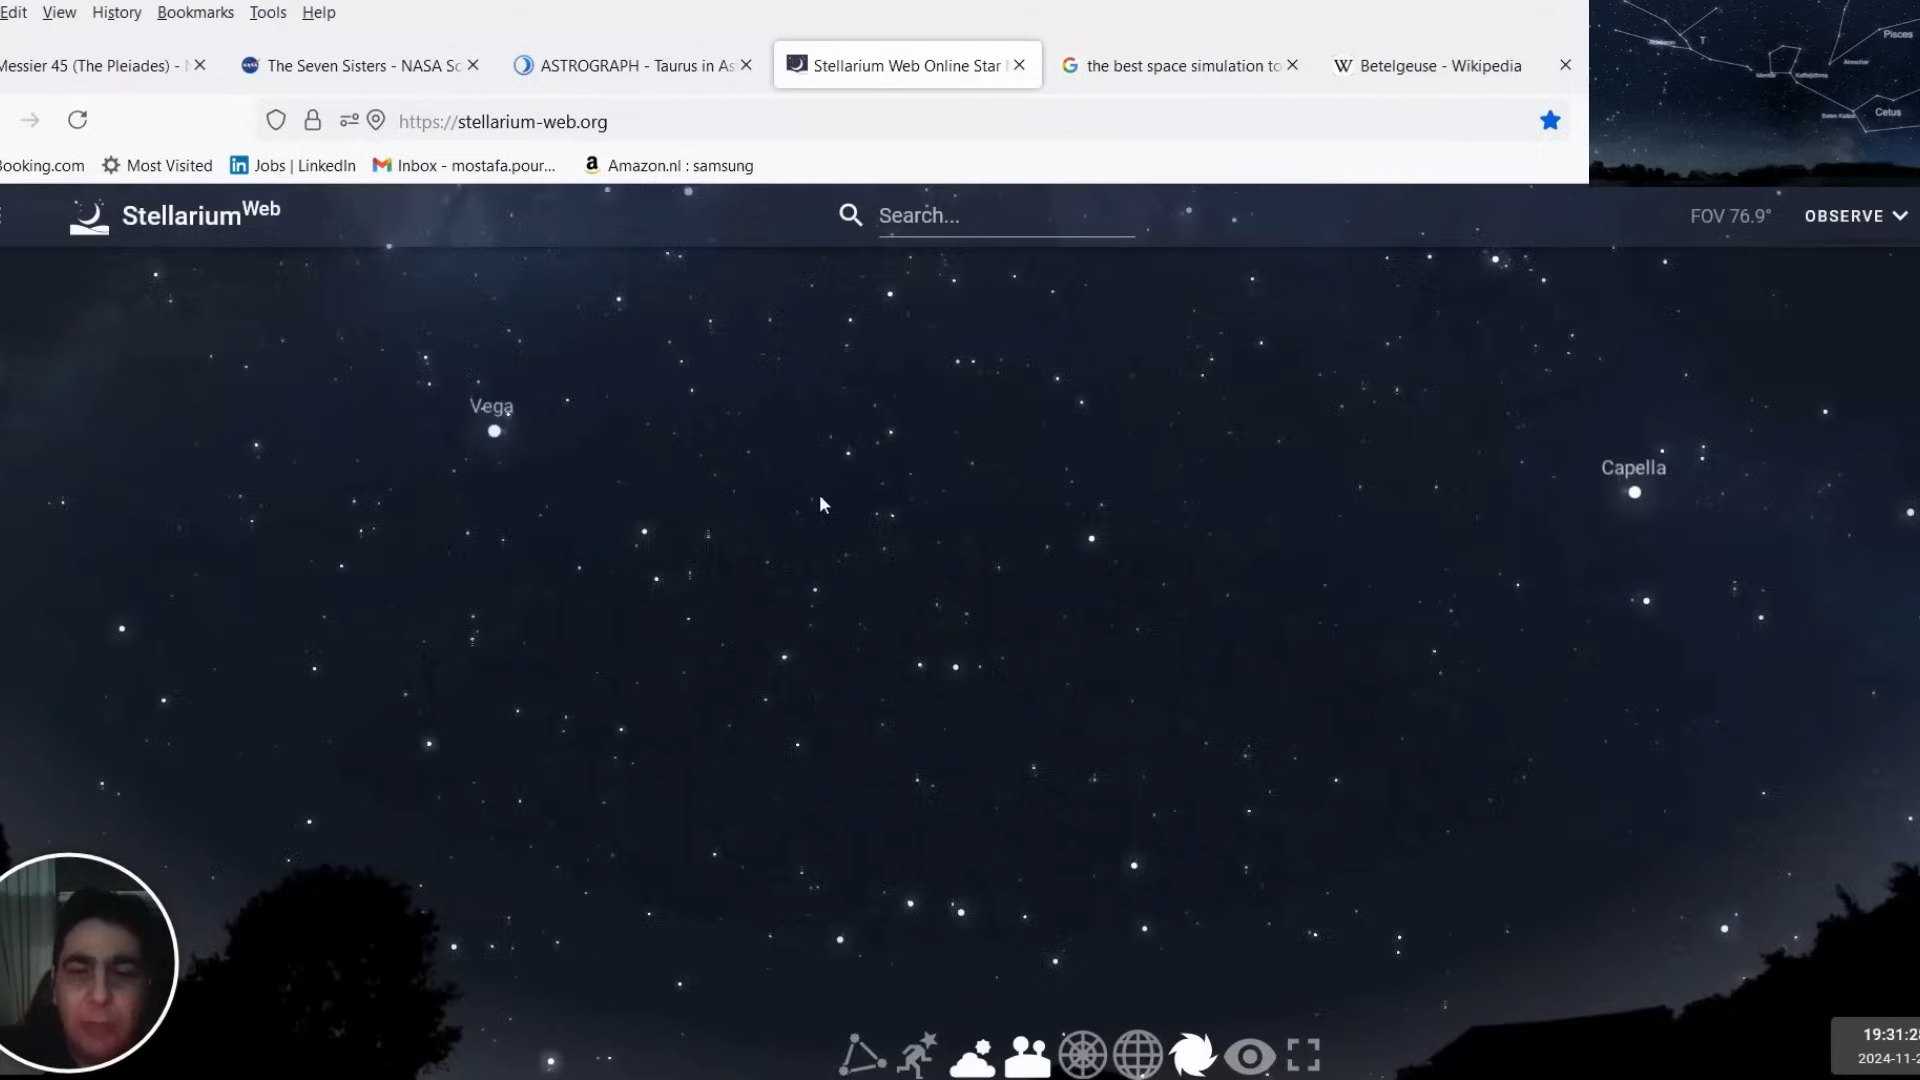 Edit View History Bookmarks Tools Help
Messier 45 (The Pleiades) -
The Seven Sisters - NASA Sc
ASTROGRAPH - Taurus in As
Stellarium Web Online Star
the best space simulation to
W Betelgeuse - Wikipedia
https://stellarium-web.org
Booking.com Most Visited in Jobs | LinkedIn Inbox - mostafa.pour... a Amazon.nl : samsung
Pisces
T
Cetus
StellariumWeb Search... FOV 76.9° OBSERVE
Vega
Capella
19:31:28
2024-11-2